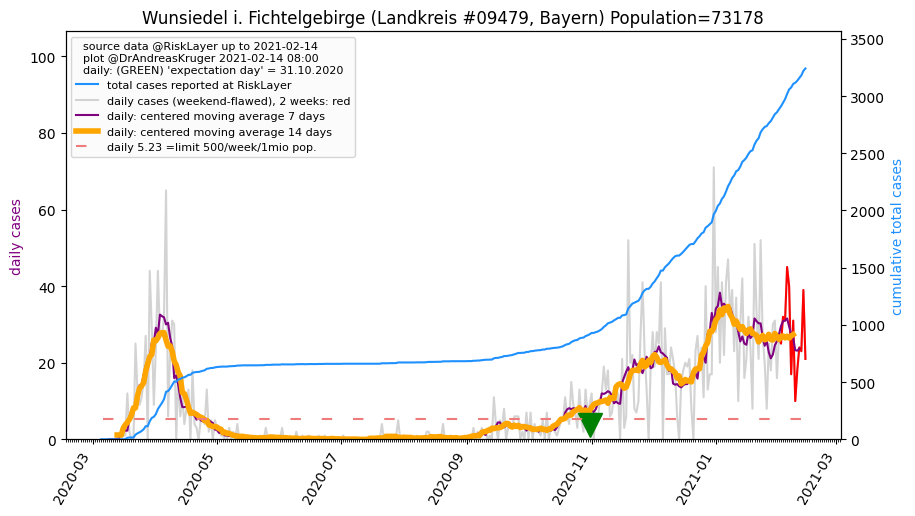 Wunsiedel i. Fichtelgebirge (Landkreis #09479, Bayern) Population=73178
source data @RiskLayer up to 2021-02-14
plot @DrAndreasKruger 2021-02-14 08:00
daily: (GREEN) 'expectation day' = 31.10.2020
total cases reported at RiskLayer
daily cases (weekend-flawed), 2 weeks: red
daily: centered moving average 7 days
daily: centered moving average 14 days
daily 5.23 =limit 500/week/1mio pop.
daily cases
100
80
60
40
20
0
cumulative total cases
3500
3000
2500
2000
1500
1000
500
0
2020-03
2020-05
2020-07
2020-09
2020-11
2021-01
2021-03